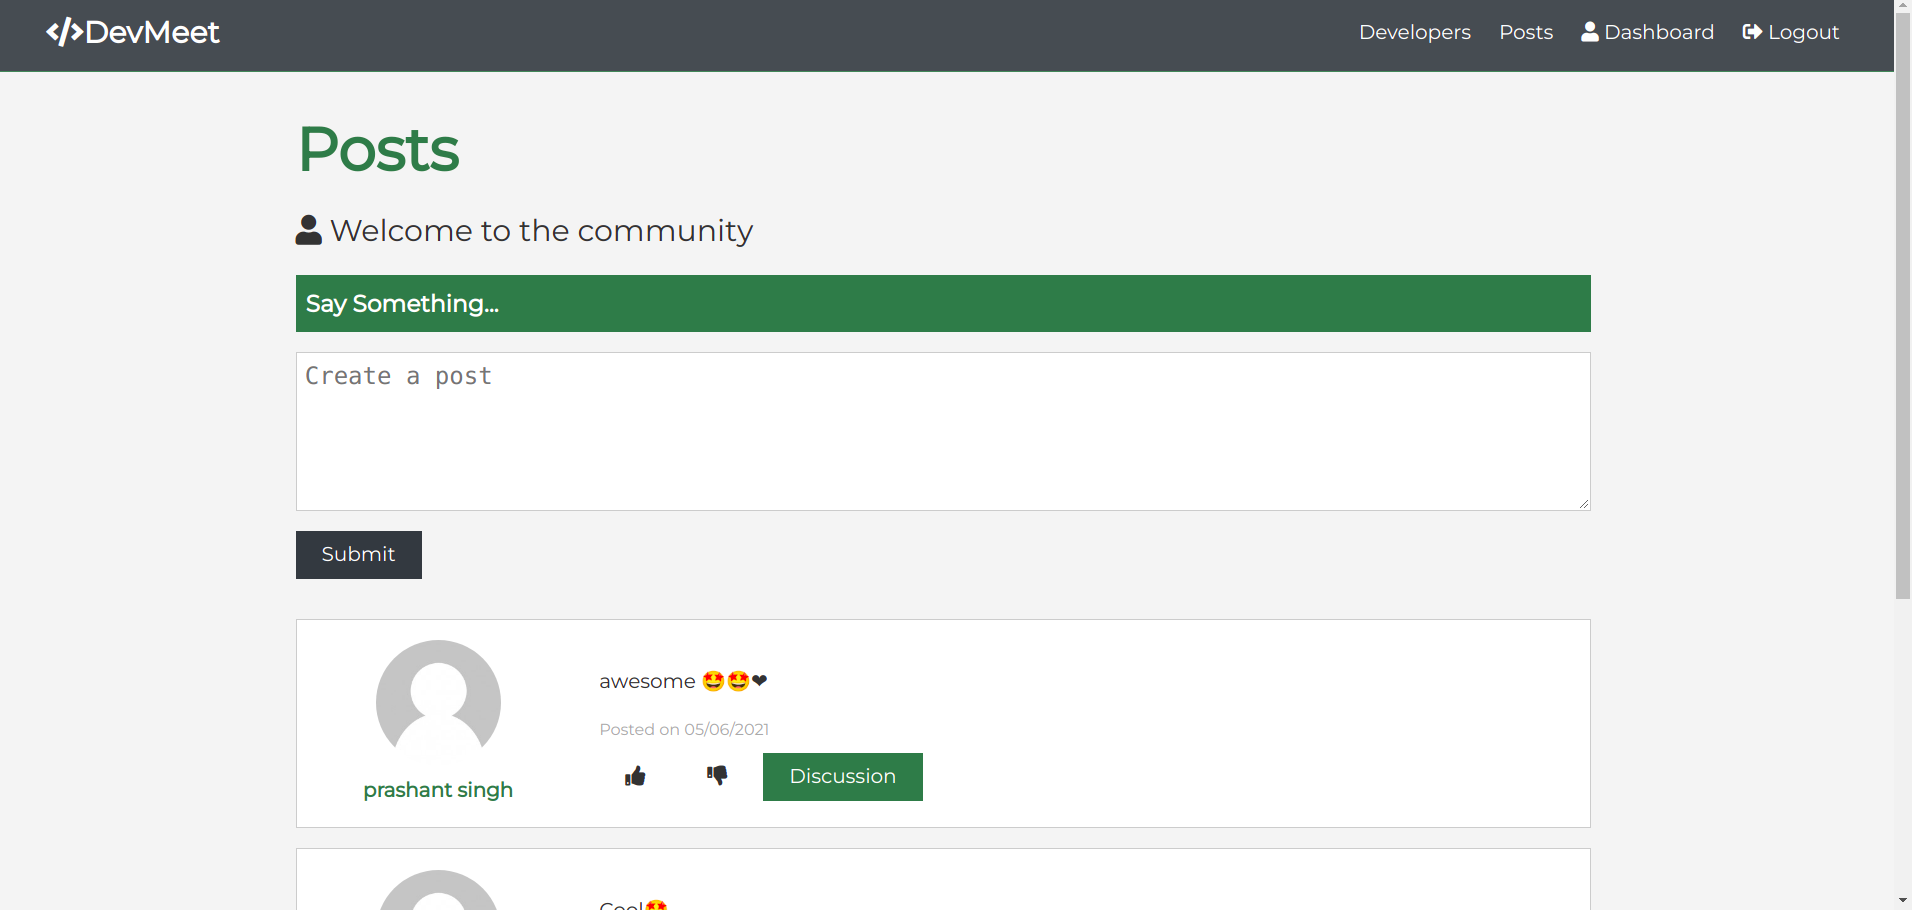 </>DevMeet
Developers Posts Dashboard Logout
Posts
Welcome to the community
Say Something...
Create a post
Submit
awesome 🤩🤩❤
Posted on 05/06/2021
Discussion
prashant singh
Cool🤩